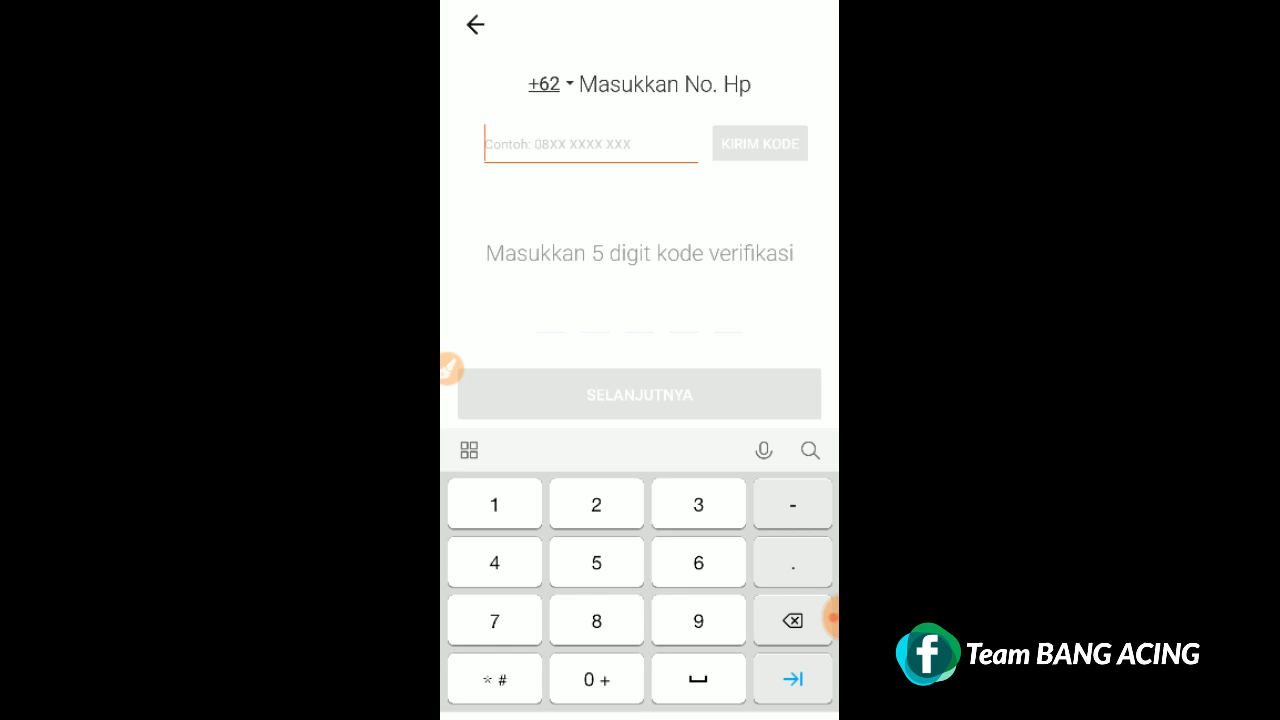 +62 Masukkan No. Hp
Contoh: 08XX XXXX XXX KIRIM KODE
Masukkan 5 digit kode verifikasi
SELANJUTNYA
1 2 3 -
4 5 6 .
7 8 9
* # 0 +
f Team BANG ACING